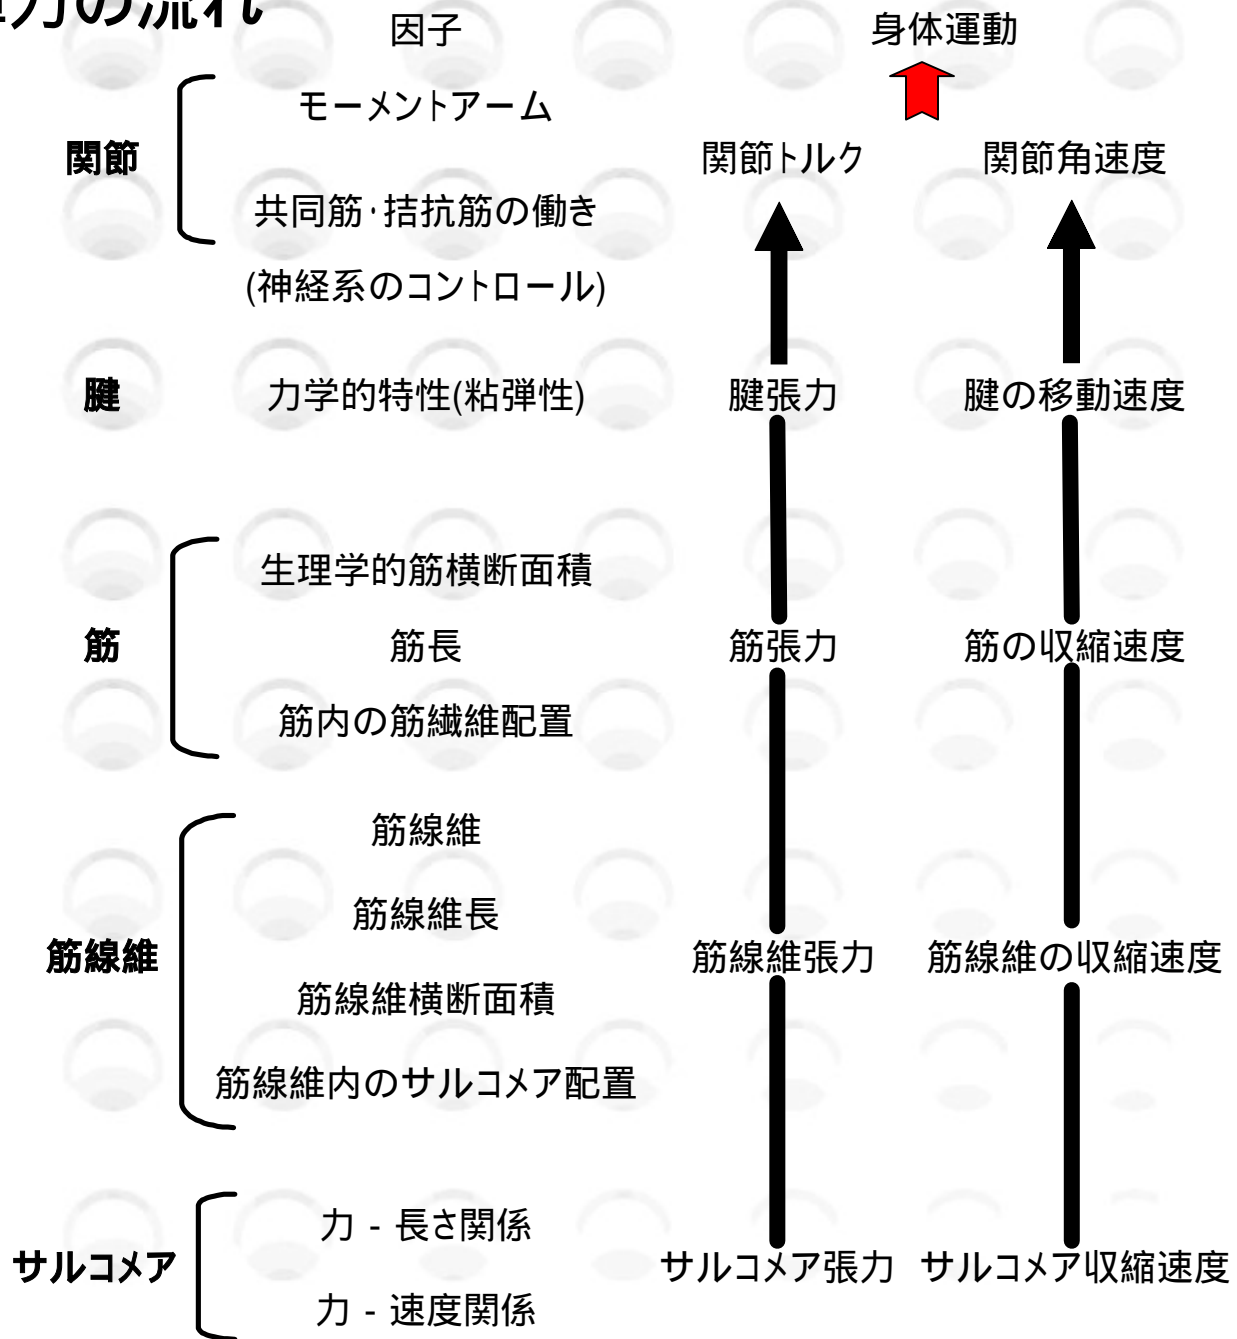 力の流れ
因子
身体運動
モーメントアーム
関節
関節トルク
関節角速度
共同筋・拮抗筋の働き
(神経系のコントロール)
腱
力学的特性(粘弾性)
腱張力
腱の移動速度
生理学的筋横断面積
筋
筋長
筋張力
筋の収縮速度
筋内の筋繊維配置
筋線維
筋線維長
筋線維
筋線維張力
筋線維の収縮速度
筋線維横断面積
筋線維内のサルコメア配置
力 - 長さ関係
サルコメア
サルコメア張力
サルコメア収縮速度
力 - 速度関係